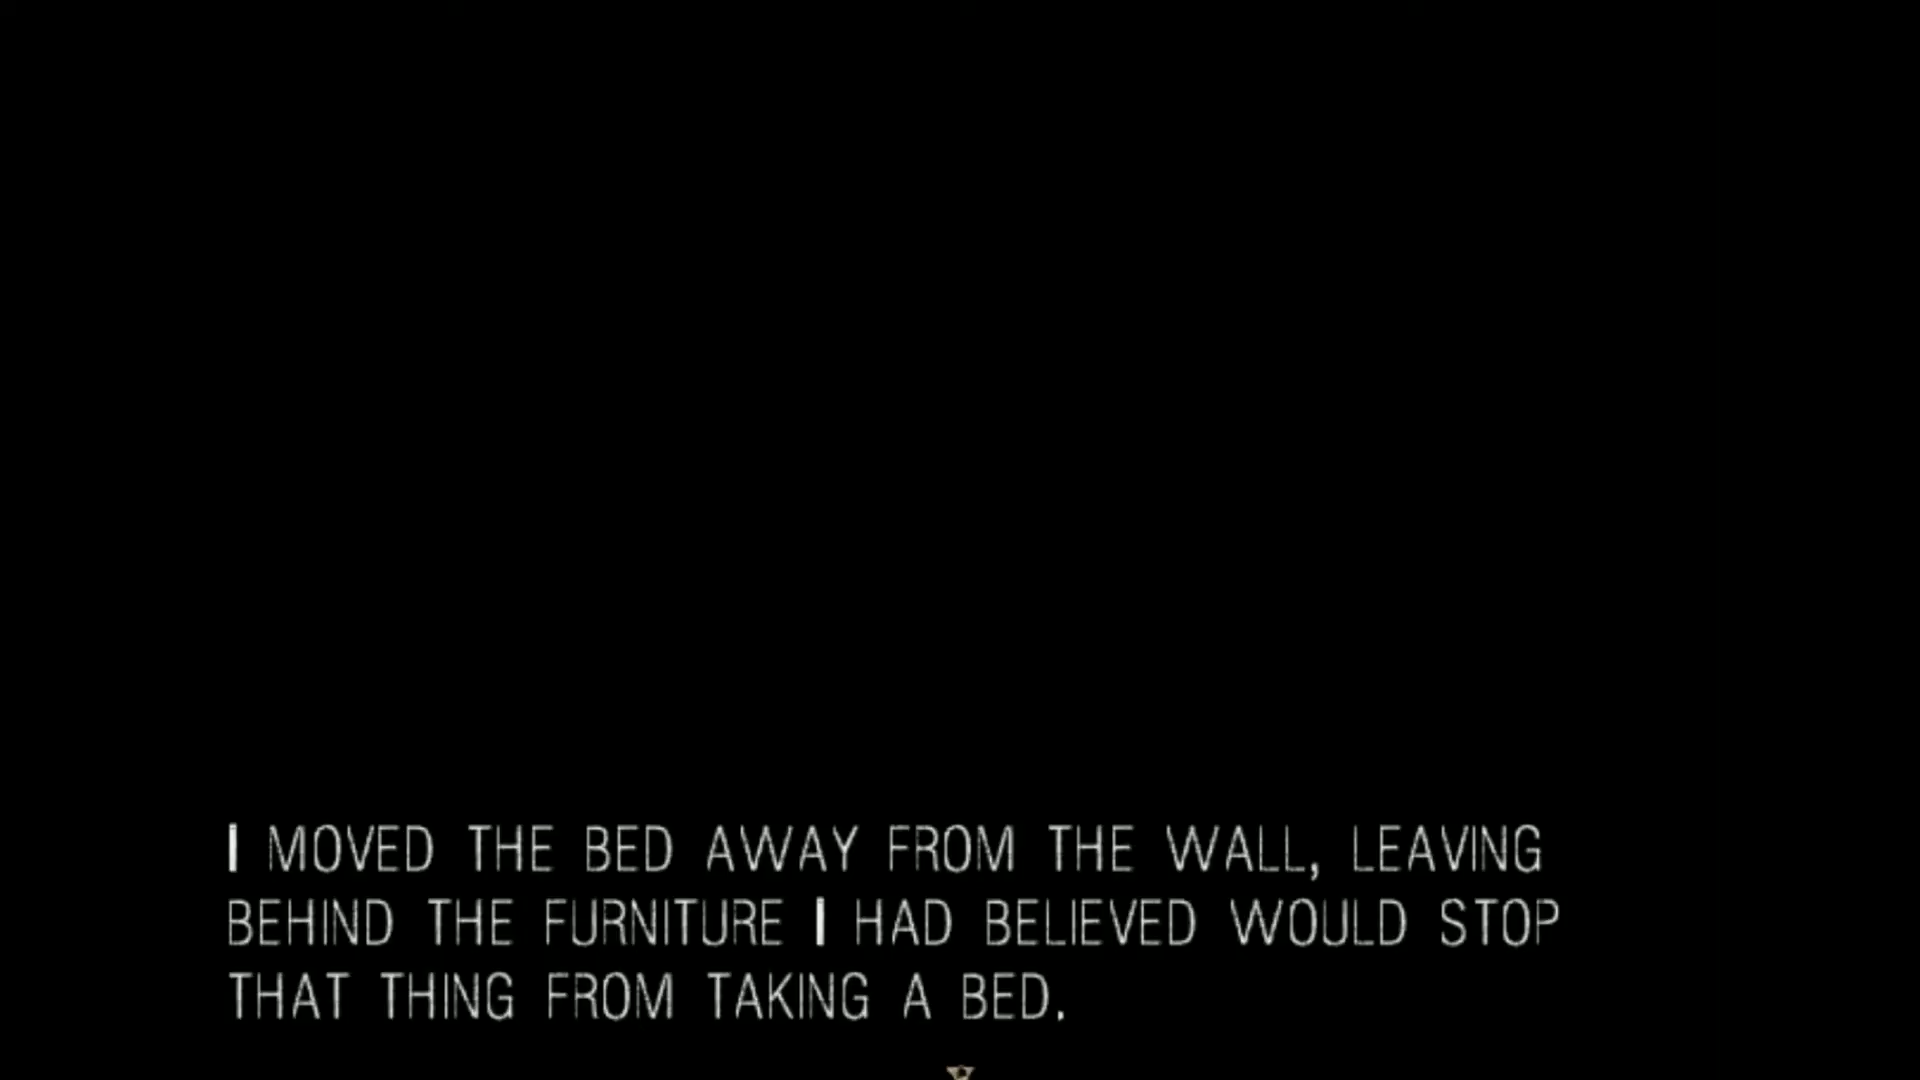 I MOVED THE BED AWAY FROM THE WALL, LEAVING
BEHIND THE FURNITURE I HAD BELIEVED WOULD STOP
THAT THING FROM TAKING A BED.